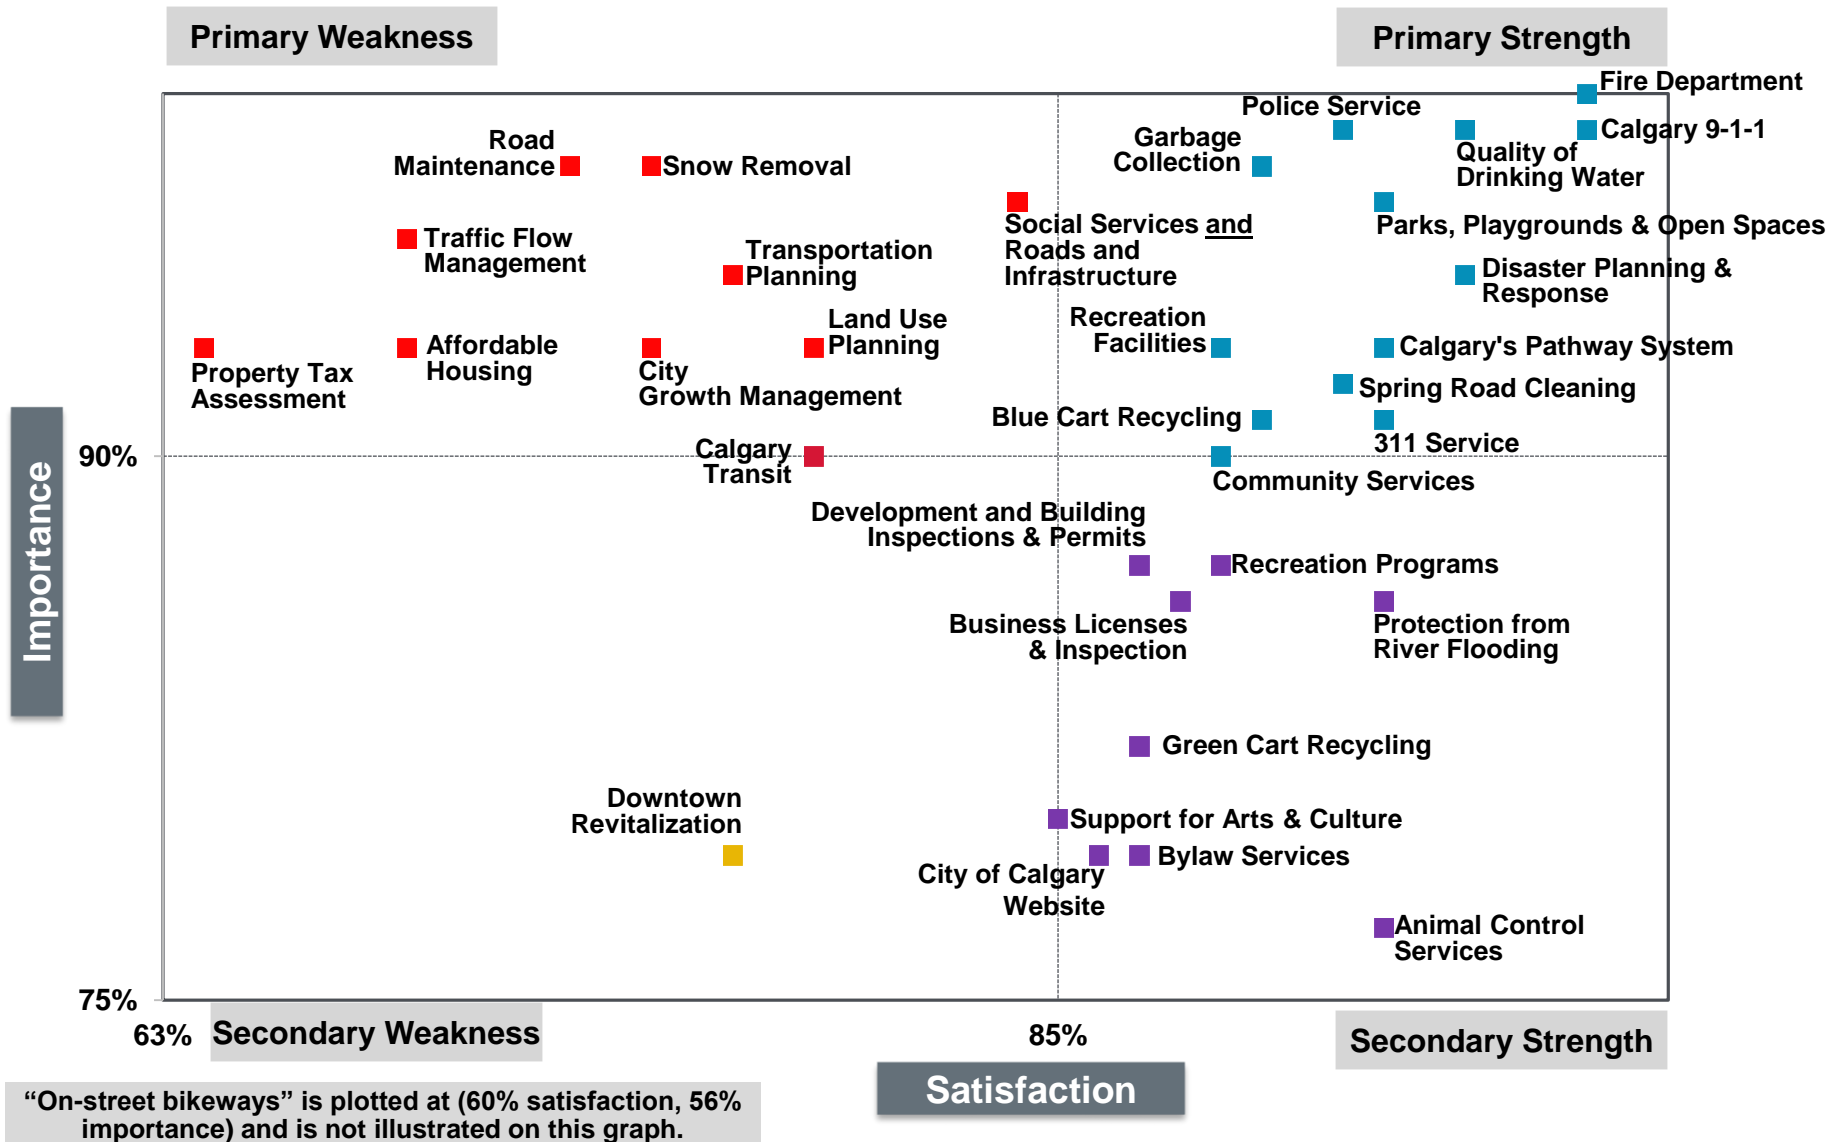 Primary Weakness
Primary Strength
Fire Department
Police Service
Calgary 9-1-1
Garbage
Collection
Quality of
Drinking Water
Road
Maintenance
Snow Removal
Social Services and
Roads and
Infrastructure
Parks, Playgrounds & Open Spaces
Traffic Flow
Management
Transportation
Planning
Disaster Planning &
Response
Land Use
Planning
Recreation
Facilities
Calgary's Pathway System
Property Tax
Assessment
Affordable
Housing
City
Growth Management
Spring Road Cleaning
Blue Cart Recycling
311 Service
90%
Calgary
Transit
Community Services
Importance
Development and Building
Inspections & Permits
Recreation Programs
Business Licenses
& Inspection
Protection from
River Flooding
Green Cart Recycling
Downtown
Revitalization
Support for Arts & Culture
Bylaw Services
City of Calgary
Website
Animal Control
Services
75%
63%
Secondary Weakness
85%
Secondary Strength
Satisfaction
“On-street bikeways” is plotted at (60% satisfaction, 56%
importance) and is not illustrated on this graph.